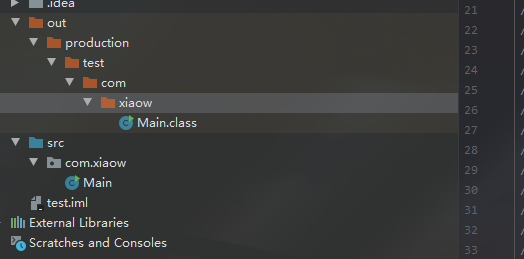 .idea
21
out
22
production
23
test
24
com
25
xiaow
26
Main.class
27
src
28
com.xiaow
29
Main
30
test.iml
31
External Libraries
32
Scratches and Consoles
33